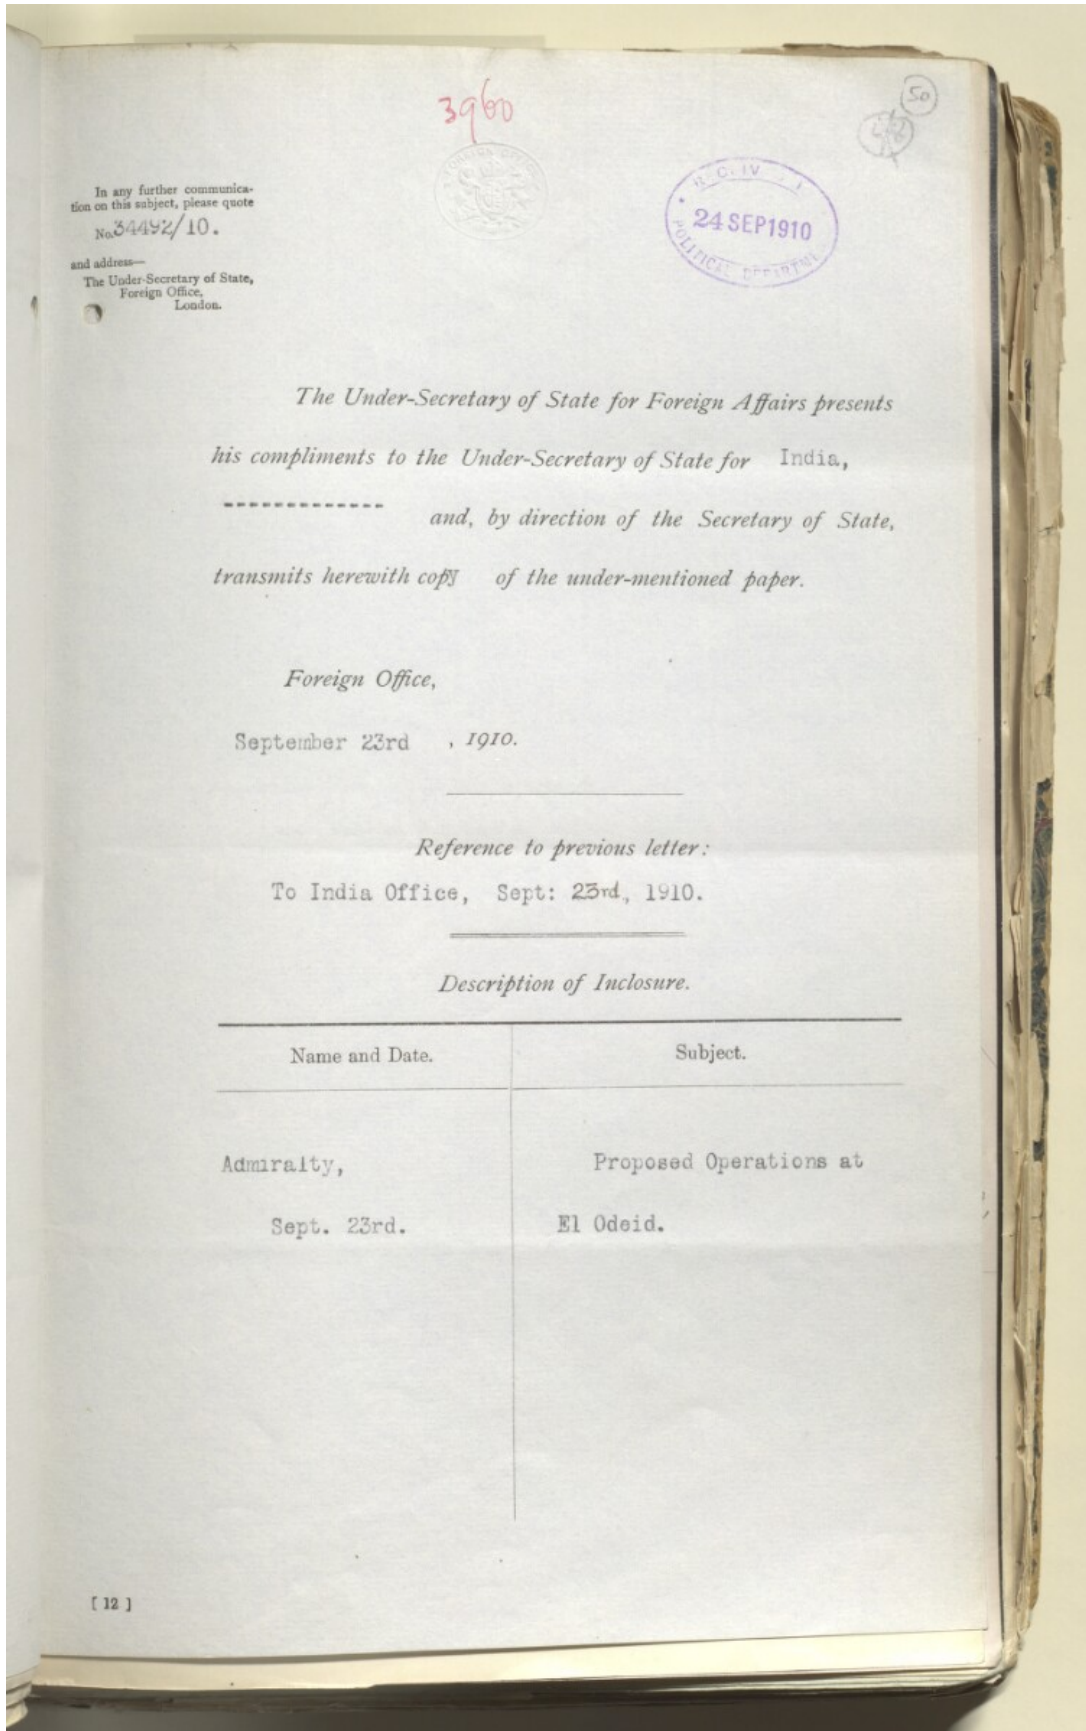 3960
50
In any further communica-
tion on this subject, please quote
No. 34492/10.
and address—
The Under-Secretary of State,
Foreign Office,
London.
24 SEP 1910
POLITICAL DEPARTMENT
The Under-Secretary of State for Foreign Affairs presents
his compliments to the Under-Secretary of State for India,
-------------- and, by direction of the Secretary of State,
transmits herewith copy of the under-mentioned paper.
Foreign Office,
September 23rd , 1910.
Reference to previous letter:
To India Office, Sept: 23rd., 1910.
Description of Inclosure.
Name and Date. Subject.
Admiralty, Proposed Operations at
Sept. 23rd. El Odeid.
[ 12 ]